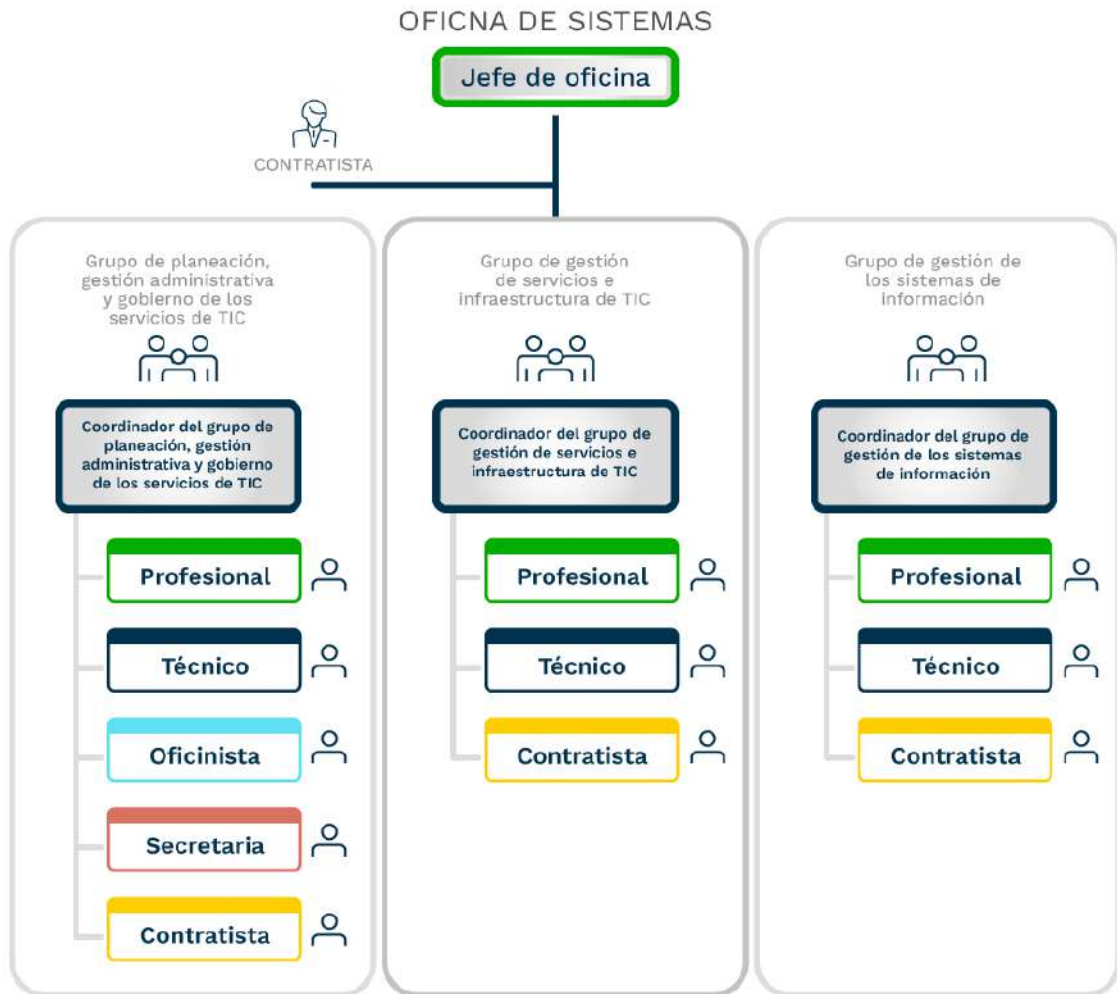 OFICNA DE SISTEMAS
Jefe de oficina
CONTRATISTA
Grupo de planeación,
gestión administrativa
y gobierno de los
servicios de TIC
Coordinador del grupo de
planeación, gestión
administrativa y gobierno
de los servicios de TIC
Profesional
Técnico
Oficinista
Secretaria
Contratista
Grupo de gestión
de servicios e
infraestructura de TIC
Coordinador del grupo de
gestión de servicios e
infraestructura de TIC
Profesional
Técnico
Contratista
Grupo de gestión de
los sistemas de
información
Coordinador del grupo de
gestión de los sistemas
de información
Profesional
Técnico
Contratista